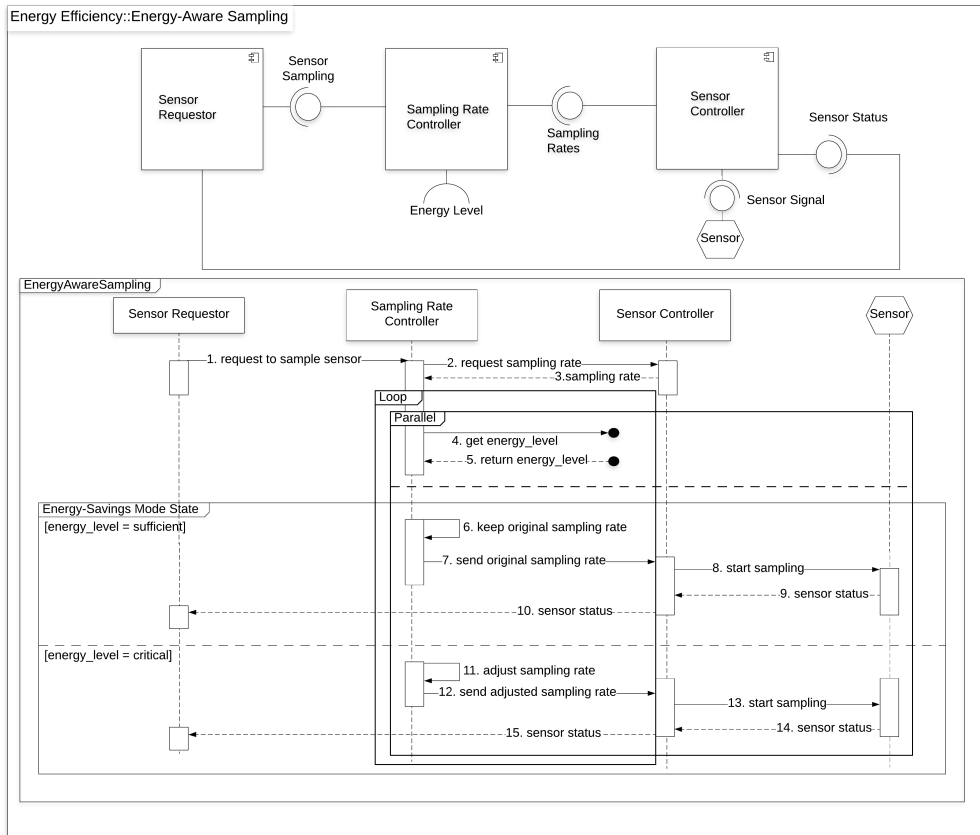 Energy Efficiency::Energy-Aware Sampling
Sensor
Requestor
Sensor
Sampling
Sampling Rate
Controller
Energy Level
Sampling
Rates
Sensor
Controller
Sensor Status
Sensor Signal
Sensor
EnergyAwareSampling
Sensor Requestor
Sampling Rate
Controller
Sensor Controller
Sensor
1. request to sample sensor
2. request sampling rate
3.sampling rate
Loop
Parallel
4. get energy_level
5. return energy_level
Energy-Savings Mode State
[energy_level = sufficient]
6. keep original sampling rate
7. send original sampling rate
8. start sampling
9. sensor status
10. sensor status
[energy_level = critical]
11. adjust sampling rate
12. send adjusted sampling rate
13. start sampling
14. sensor status
15. sensor status